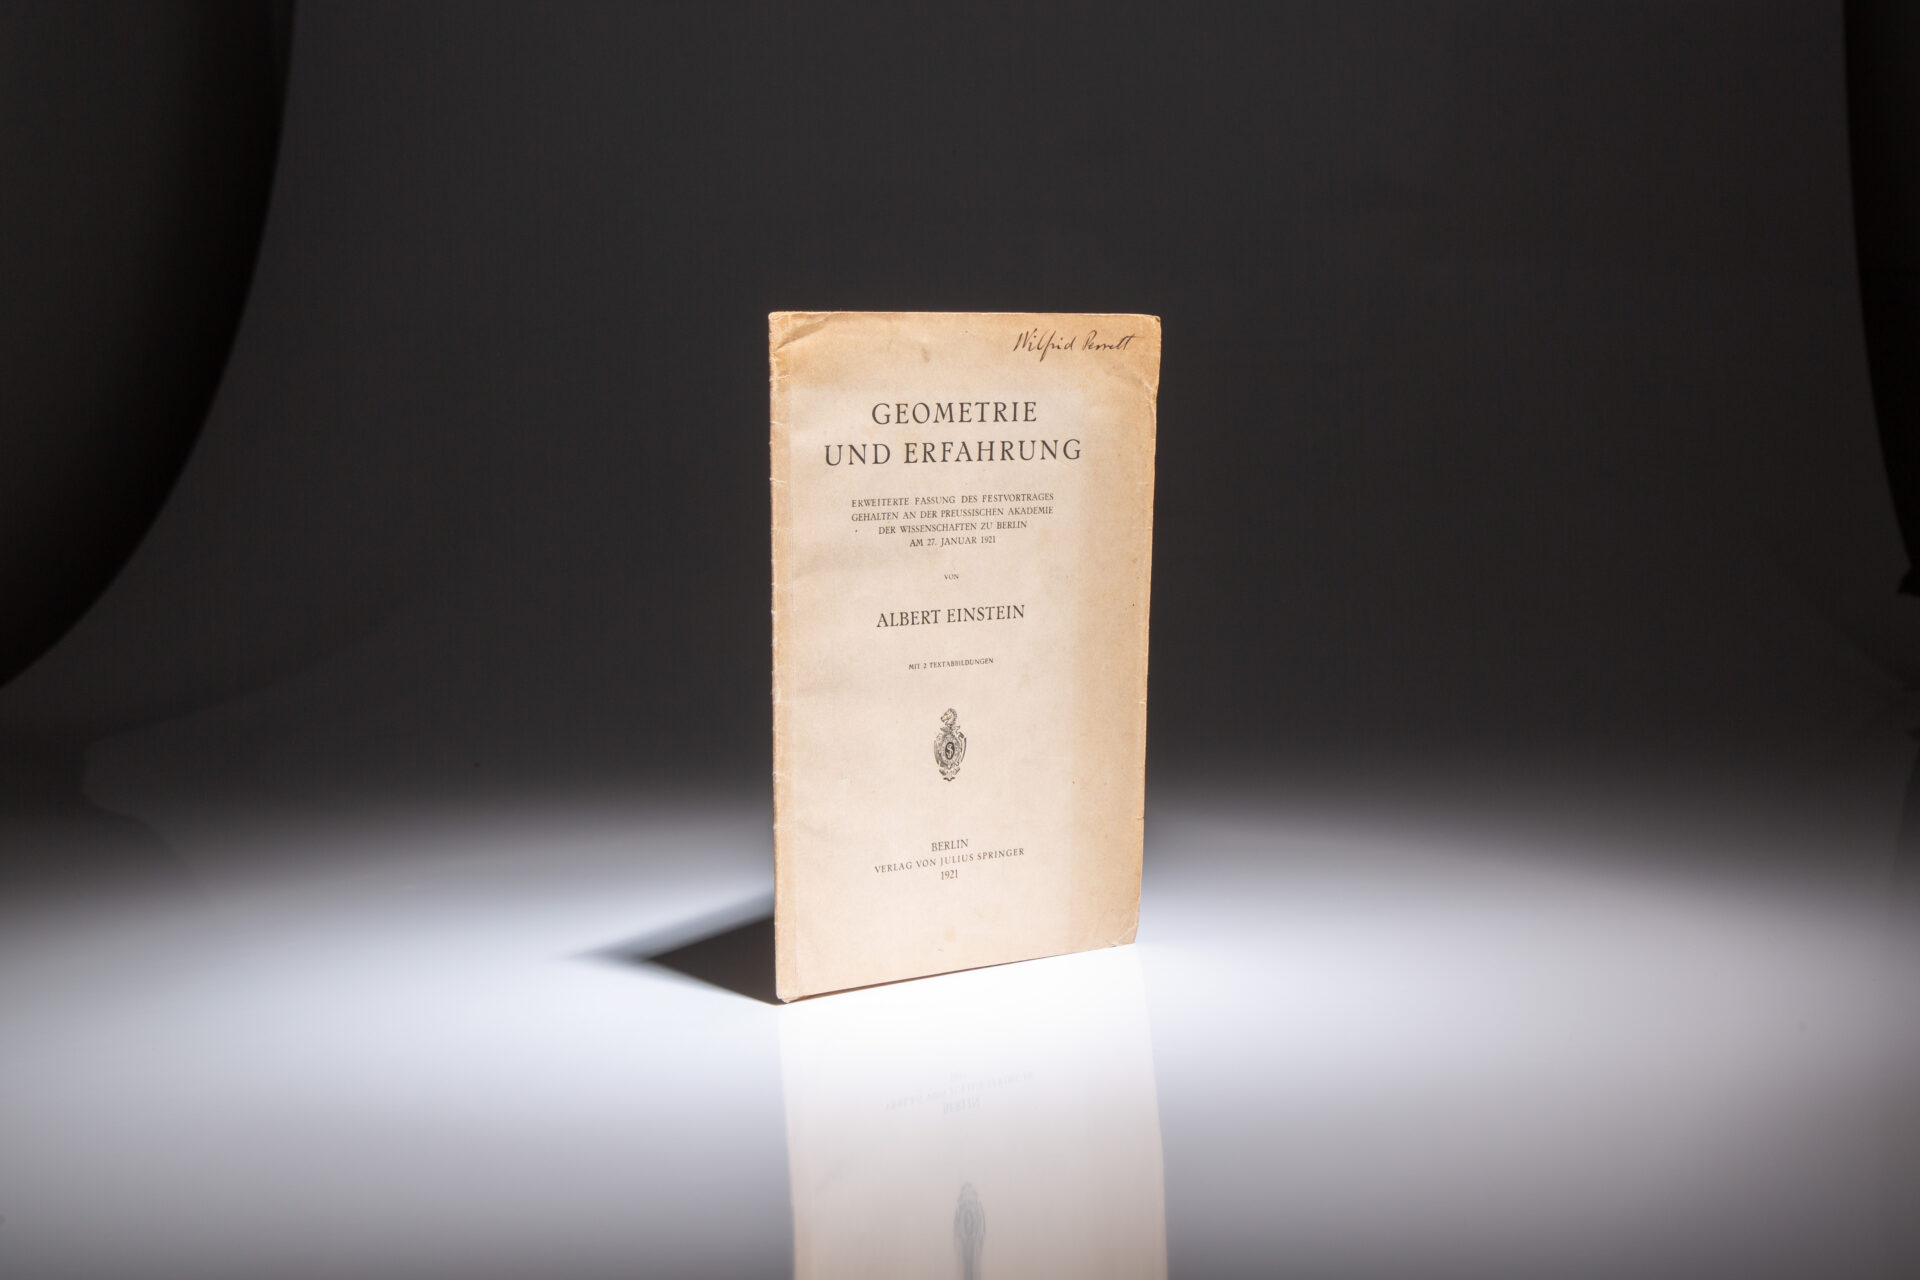 Wilfrid Perrett
GEOMETRIE
UND ERFAHRUNG
ERWEITERTE FASSUNG DES FESTVORTRAGES
GEHALTEN AN DER PREUSSISCHEN AKADEMIE
DER WISSENSCHAFTEN ZU BERLIN
AM 27. JANUAR 1921
VON
ALBERT EINSTEIN
MIT 2 TEXTABBILDUNGEN
BERLIN
VERLAG VON JULIUS SPRINGER
1921